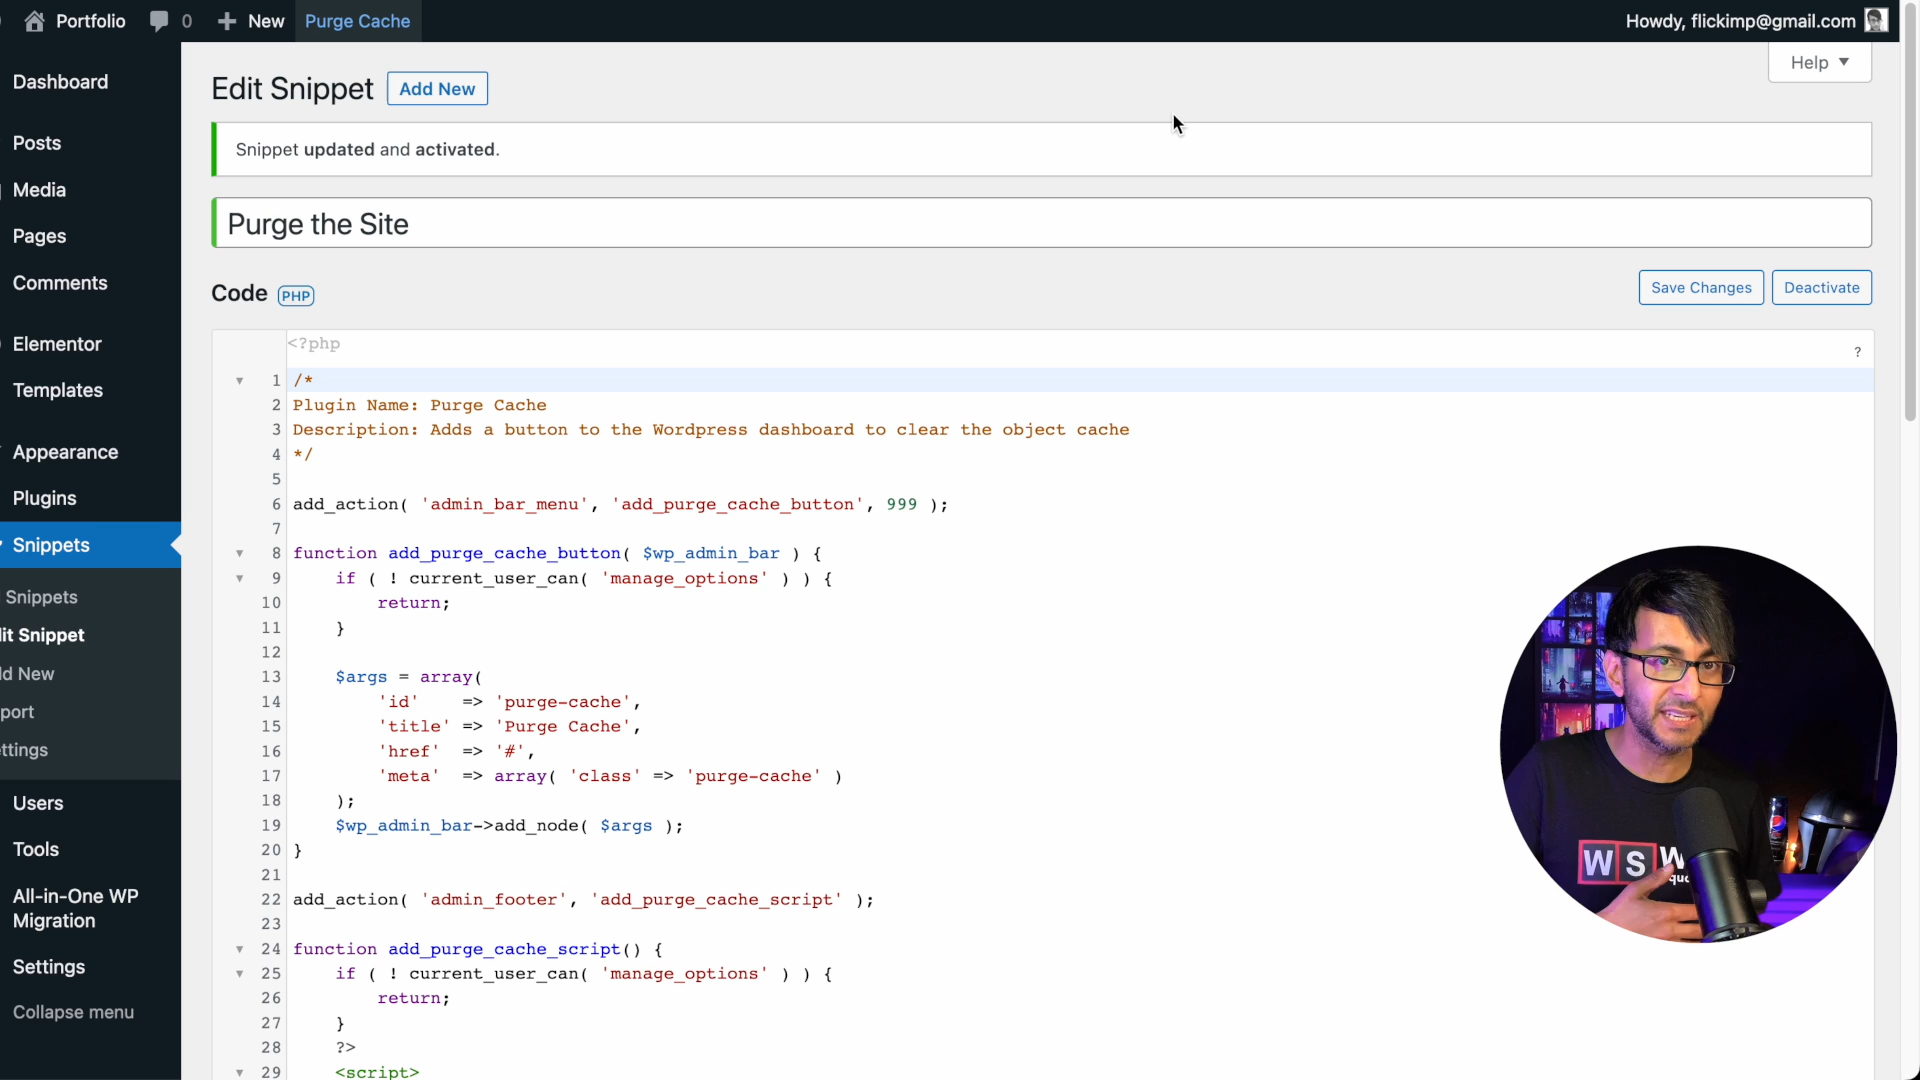 Portfolio 0 New Purge Cache Howdy, flickimp@gmail.com
Help
Dashboard
Posts
Media
Pages
Comments
Elementor
Templates
Appearance
Plugins
Snippets
Snippets
it Snippet
d New
port
ttings
Users
Tools
All-in-One WP
Migration
Settings
Collapse menu
Edit Snippet Add New
Snippet updated and activated.
Purge the Site
Code PHP Save Changes Deactivate
<?php
?
1 /*
2 Plugin Name: Purge Cache
3 Description: Adds a button to the Wordpress dashboard to clear the object cache
4 */
5
6 add_action( 'admin_bar_menu', 'add_purge_cache_button', 999 );
7
8 function add_purge_cache_button( $wp_admin_bar ) {
9 if ( ! current_user_can( 'manage_options' ) ) {
10 return;
11 }
12
13 $args = array(
14 'id' => 'purge-cache',
15 'title' => 'Purge Cache',
16 'href' => '#',
17 'meta' => array( 'class' => 'purge-cache' )
18 );
19 $wp_admin_bar->add_node( $args );
20 }
21
22 add_action( 'admin_footer', 'add_purge_cache_script' );
23
24 function add_purge_cache_script() {
25 if ( ! current_user_can( 'manage_options' ) ) {
26 return;
27 }
28 ?>
29 <script>
WS W